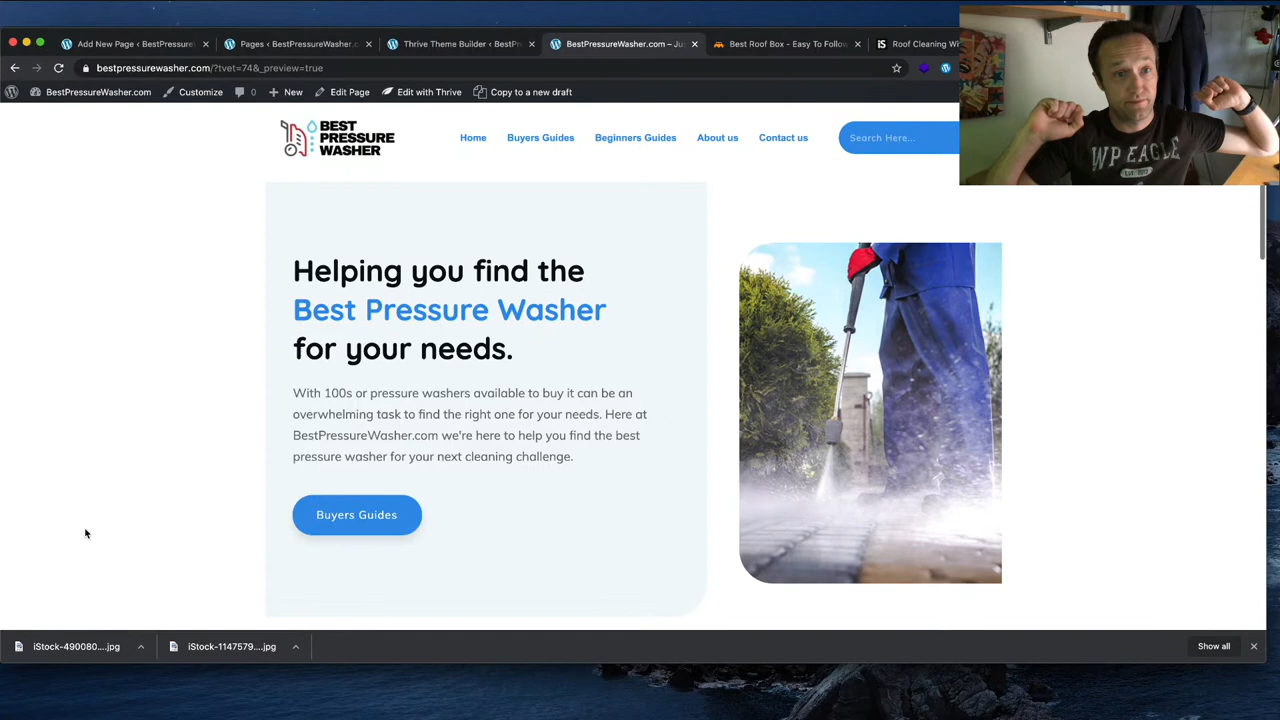 Add New Page ‹ BestPressureW
Pages ‹ BestPressureWasher.c
Thrive Theme Builder ‹ BestPr
BestPressureWasher.com – Jus
Best Roof Box - Easy To Follow
Roof Cleaning Wi
bestpressurewasher.com/?tvet=74&_preview=true
BestPressureWasher.com
Customize
0
New
Edit Page
Edit with Thrive
Copy to a new draft
WP EAGLE
BEST
PRESSURE
WASHER
Home
Buyers Guides
Beginners Guides
About us
Contact us
Search Here...
Helping you find the
Best Pressure Washer
for your needs.
With 100s or pressure washers available to buy it can be an
overwhelming task to find the right one for your needs. Here at
BestPressureWasher.com we're here to help you find the best
pressure washer for your next cleaning challenge.
Buyers Guides
iStock-490080....jpg
iStock-1147579....jpg
Show all